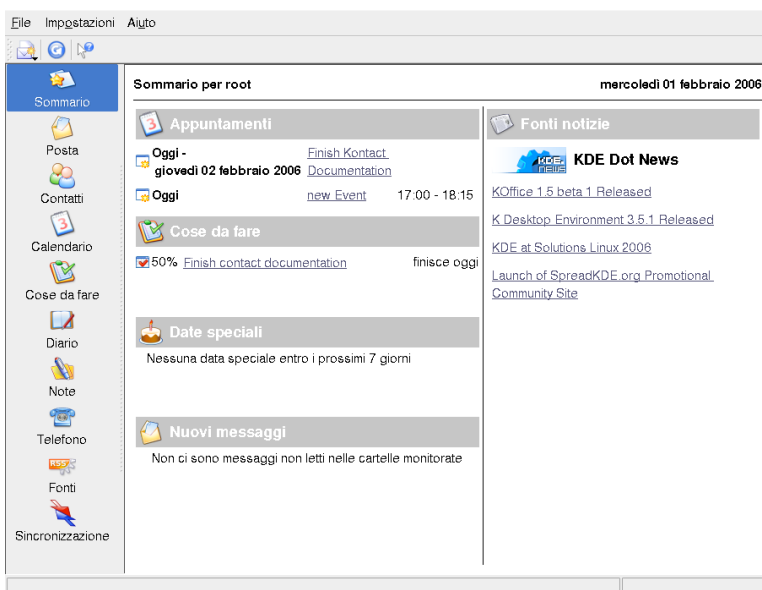 File Impostazioni Aiuto
Sommario
Posta
Contatti
Calendario
Cose da fare
Diario
Note
Telefono
Fonti
Sincronizzazione
Sommario per root
mercoledì 01 febbraio 2006
Appuntamenti
Oggi -
giovedì 02 febbraio 2006
Finish Kontact
Documentation
Oggi new Event 17:00 - 18:15
Cose da fare
50% Finish contact documentation finisce oggi
Date speciali
Nessuna data speciale entro i prossimi 7 giorni
Nuovi messaggi
Non ci sono messaggi non letti nelle cartelle monitorate
Fonti notizie
KDE Dot News
KOffice 1.5 beta 1 Released
K Desktop Environment 3.5.1 Released
KDE at Solutions Linux 2006
Launch of SpreadKDE.org Promotional
Community Site